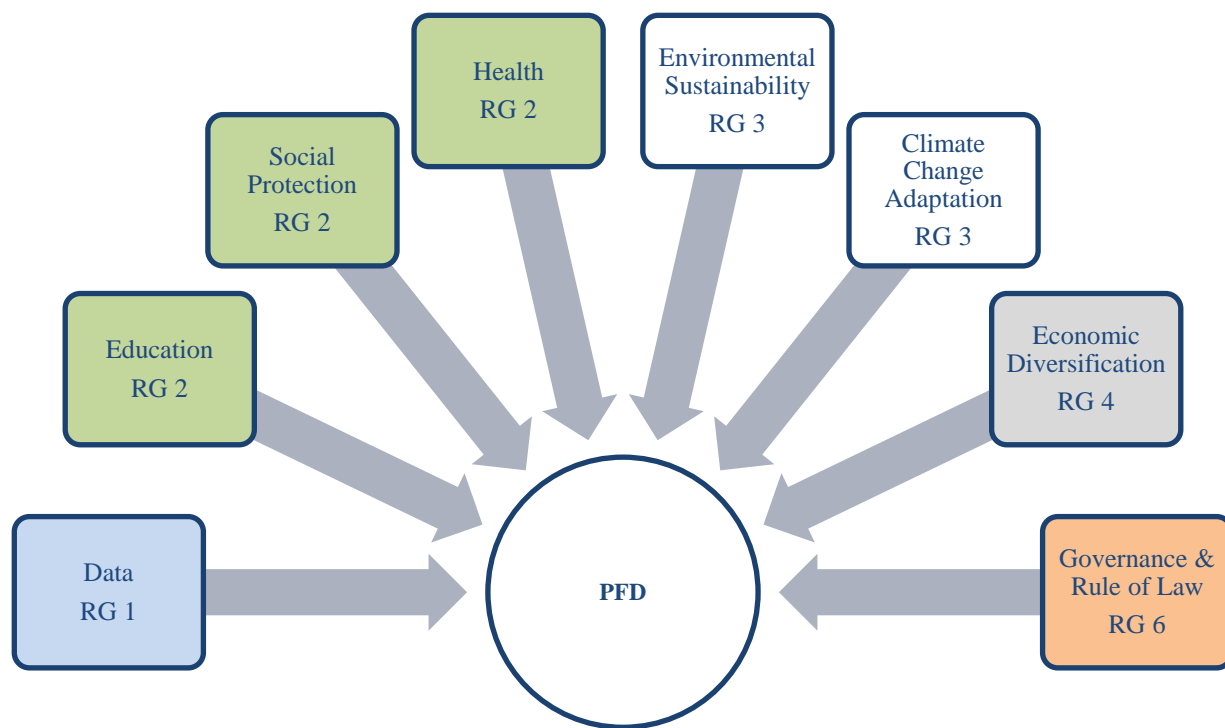 Health
RG 2
Environmental
Sustainability
RG 3
Social
Protection
RG 2
Climate
Change
Adaptation
RG 3
Education
RG 2
Economic
Diversification
RG 4
Data
RG 1
PFD
Governance &
Rule of Law
RG 6